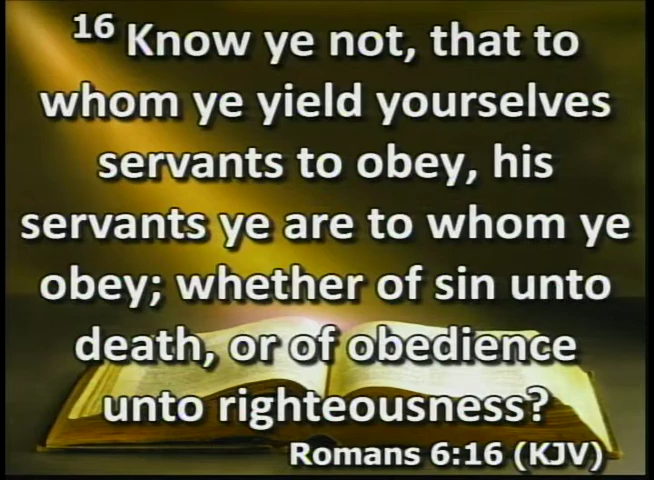 16 Know ye not, that to
whom ye yield yourselves
servants to obey, his
servants ye are to whom ye
obey; whether of sin unto
death, or of obedience
unto righteousness?
Romans 6:16 (KJV)